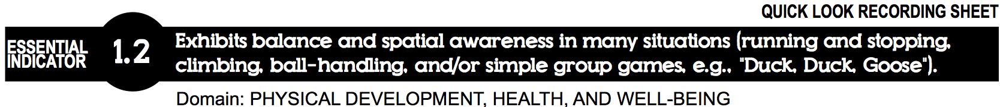 QUICK LOOK RECORDING SHEET
ESSENTIAL
INDICATOR
1.2
Exhibits balance and spatial awareness in many situations (running and stopping,
climbing, ball-handling, and/or simple group games, e.g., "Duck, Duck, Goose").
Domain: PHYSICAL DEVELOPMENT, HEALTH, AND WELL-BEING